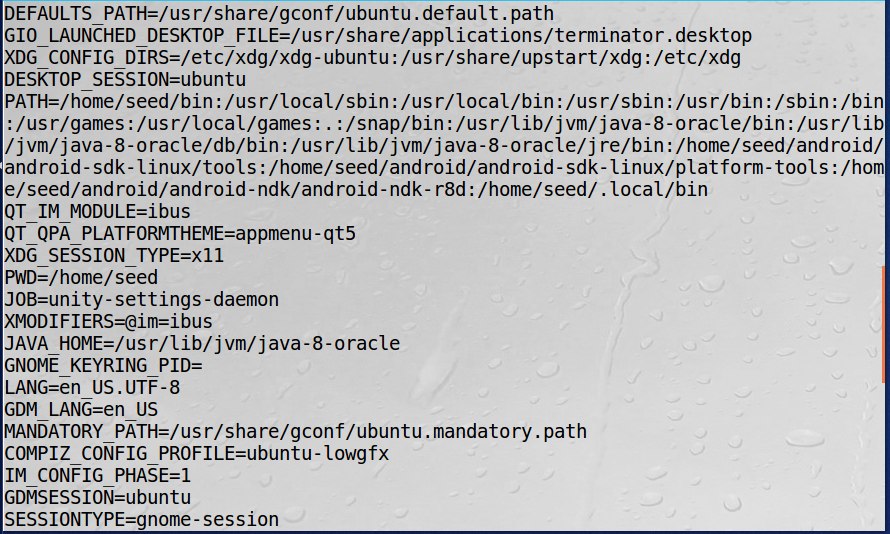 DEFAULTS_PATH=/usr/share/gconf/ubuntu.default.path
GIO_LAUNCHED_DESKTOP_FILE=/usr/share/applications/terminator.desktop
XDG_CONFIG_DIRS=/etc/xdg/xdg-ubuntu:/usr/share/upstart/xdg:/etc/xdg
DESKTOP_SESSION=ubuntu
PATH=/home/seed/bin:/usr/local/sbin:/usr/local/bin:/usr/sbin:/usr/bin:/sbin:/bin
:/usr/games:/usr/local/games:.:/snap/bin:/usr/lib/jvm/java-8-oracle/bin:/usr/lib
/jvm/java-8-oracle/db/bin:/usr/lib/jvm/java-8-oracle/jre/bin:/home/seed/android/
android-sdk-linux/tools:/home/seed/android/android-sdk-linux/platform-tools:/hom
e/seed/android/android-ndk/android-ndk-r8d:/home/seed/.local/bin
QT_IM_MODULE=ibus
QT_QPA_PLATFORMTHEME=appmenu-qt5
XDG_SESSION_TYPE=x11
PWD=/home/seed
JOB=unity-settings-daemon
XMODIFIERS=@im=ibus
JAVA_HOME=/usr/lib/jvm/java-8-oracle
GNOME_KEYRING_PID=
LANG=en_US.UTF-8
GDM_LANG=en_US
MANDATORY_PATH=/usr/share/gconf/ubuntu.mandatory.path
COMPIZ_CONFIG_PROFILE=ubuntu-lowgfx
IM_CONFIG_PHASE=1
GDMSESSION=ubuntu
SESSIONTYPE=gnome-session